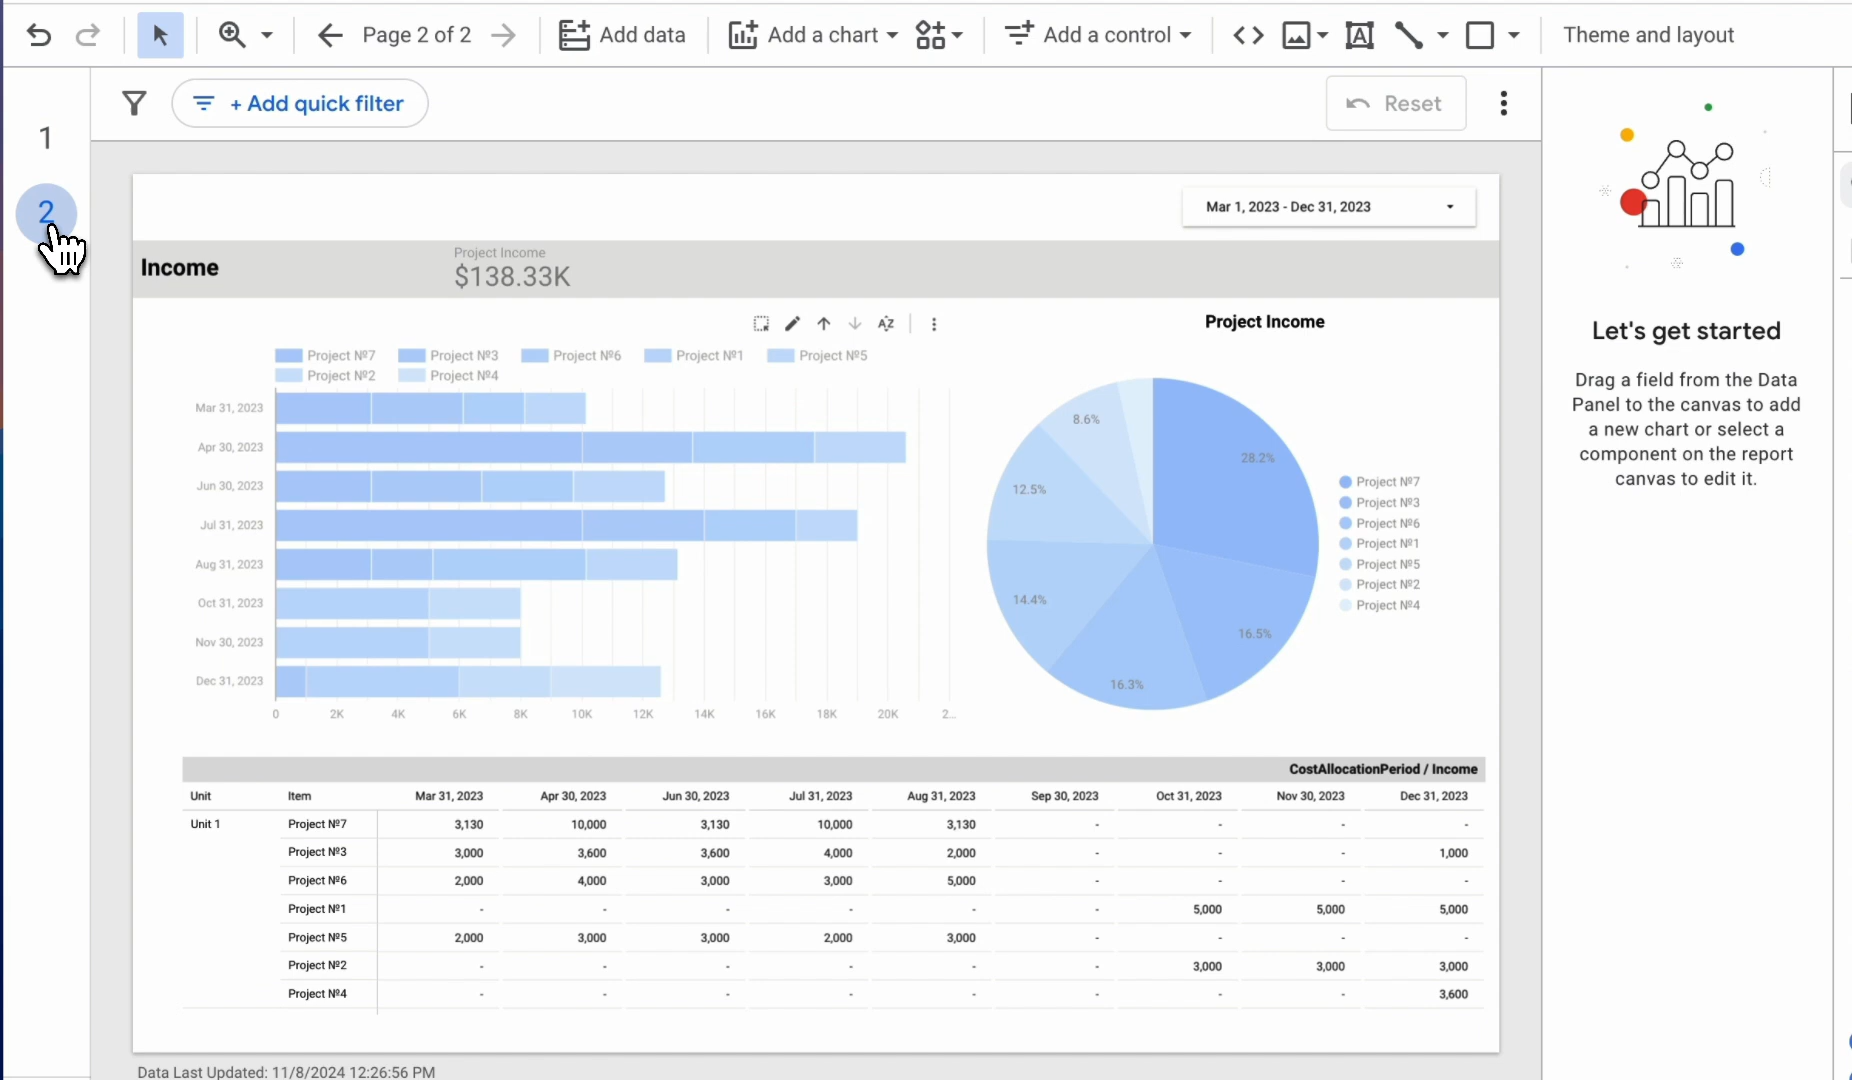 Page 2 of 2
Add data
Add a chart
Add a control
Theme and layout
1
+ Add quick filter
Reset
2
Mar 1, 2023 - Dec 31, 2023
Income
Project Income
$138.33K
Project Income
Project №7 Project №3 Project №6 Project №1 Project №5
Project №2 Project №4
Mar 31, 2023
Apr 30, 2023
Jun 30, 2023
Jul 31, 2023
Aug 31, 2023
Oct 31, 2023
Nov 30, 2023
Dec 31, 2023
0 2K 4K 6K 8K 10K 12K 14K 16K 18K 20K 2...
8.6%
28.2%
12.5%
14.4%
16.5%
16.3%
Project №7
Project №3
Project №6
Project №1
Project №5
Project №2
Project №4
Let's get started
Drag a field from the Data
Panel to the canvas to add
a new chart or select a
component on the report
canvas to edit it.
CostAllocationPeriod / Income
Unit Item Mar 31, 2023 Apr 30, 2023 Jun 30, 2023 Jul 31, 2023 Aug 31, 2023 Sep 30, 2023 Oct 31, 2023 Nov 30, 2023 Dec 31, 2023
Unit 1 Project №7 3,130 10,000 3,130 10,000 3,130 - - - -
Project №3 3,000 3,600 3,600 4,000 2,000 - - - 1,000
Project №6 2,000 4,000 3,000 3,000 5,000 - - - -
Project №1 - - - - - - 5,000 5,000 5,000
Project №5 2,000 3,000 3,000 2,000 3,000 - - - -
Project №2 - - - - - - 3,000 3,000 3,000
Project №4 - - - - - - - - 3,600
Data Last Updated: 11/8/2024 12:26:56 PM